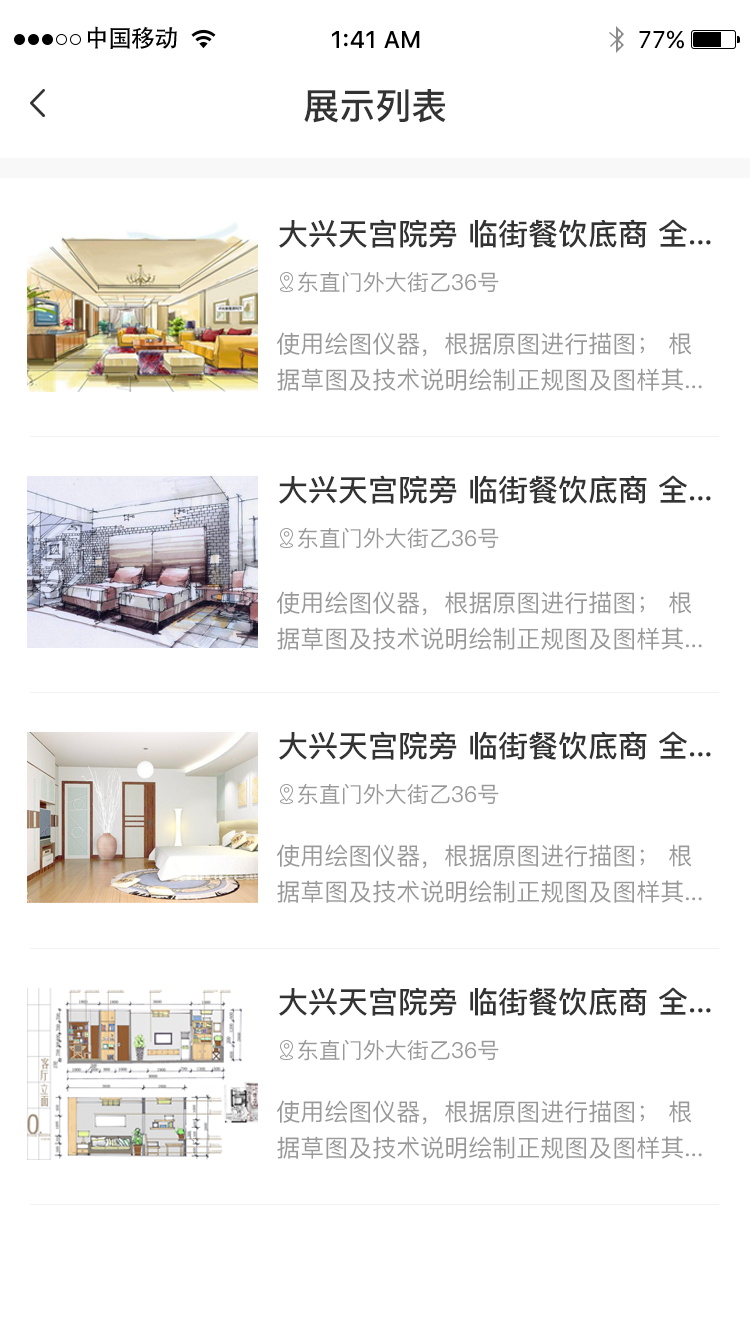 中国移动
1:41 AM
77%
展示列表
大兴天宫院旁 临街餐饮底商 全...
东直门外大街乙36号
使用绘图仪器，根据原图进行描图； 根
据草图及技术说明绘制正规图及图样其...
大兴天宫院旁 临街餐饮底商 全...
东直门外大街乙36号
使用绘图仪器，根据原图进行描图； 根
据草图及技术说明绘制正规图及图样其...
大兴天宫院旁 临街餐饮底商 全...
东直门外大街乙36号
使用绘图仪器，根据原图进行描图； 根
据草图及技术说明绘制正规图及图样其...
客厅立面
大兴天宫院旁 临街餐饮底商 全...
东直门外大街乙36号
使用绘图仪器，根据原图进行描图； 根
据草图及技术说明绘制正规图及图样其...